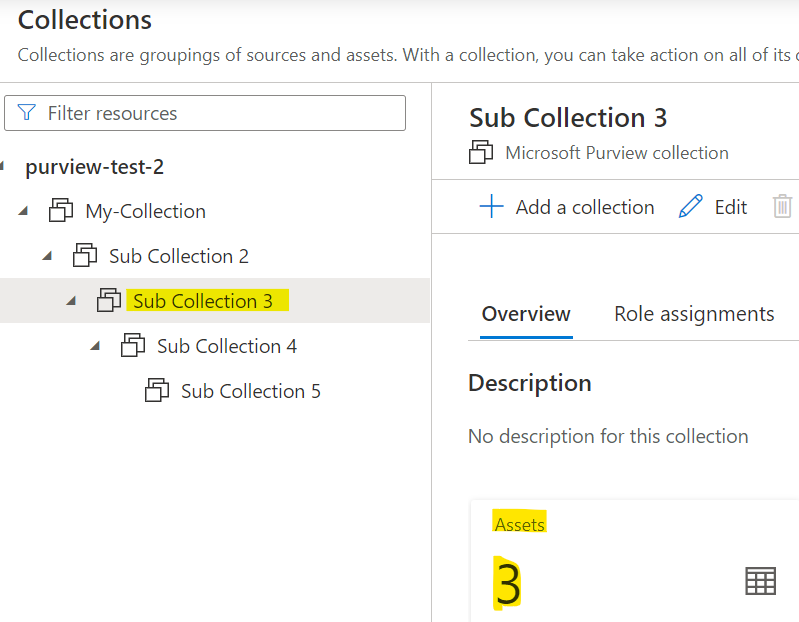 Collections
Collections are groupings of sources and assets. With a collection, you can take action on all of its
Filter resources
purview-test-2
My-Collection
Sub Collection 2
Sub Collection 3
Sub Collection 4
Sub Collection 5
Sub Collection 3
Microsoft Purview collection
Add a collection Edit
Overview Role assignments
Description
No description for this collection
Assets
3